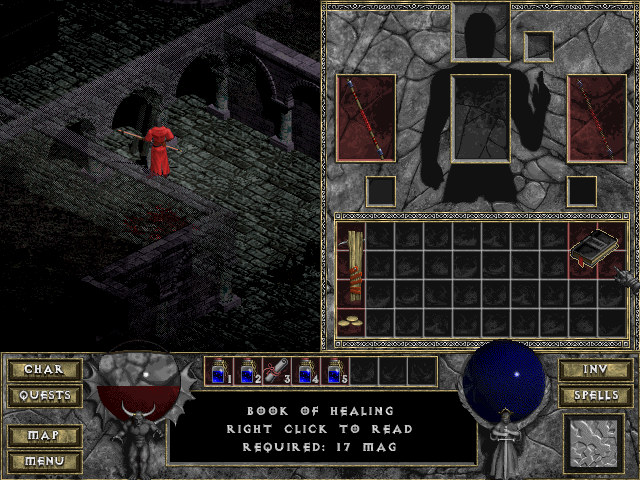 CHAR
QUESTS
MAP
MENU
1 2 3 4 5
BOOK OF HEALING
RIGHT CLICK TO READ
REQUIRED: 17 MAG
INV
SPELLS